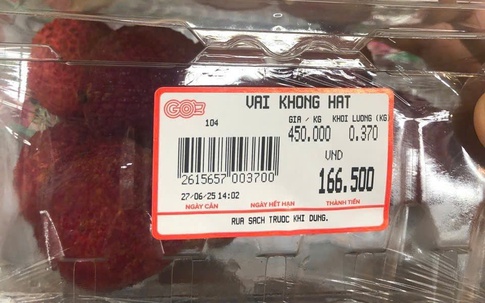 GO!
VAI KHONG HAT
104
GIA / KG KHOI LUONG (KG)
450.000 0.370
VND
2615657 003700
166.500
27/06/25 14:02
NGÀY CÂN NGÀY HẾT HẠN THÀNH TIỀN
RUA SACH TRUOC KHI DUNG.